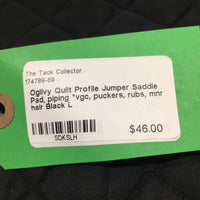 The Tack Collector
174789-69
Ogilvy Quilt Profile Jumper Saddle
Pad, piping *vgc, puckers, rubs, mnr
hair Black L
$46.00
SDKSLH